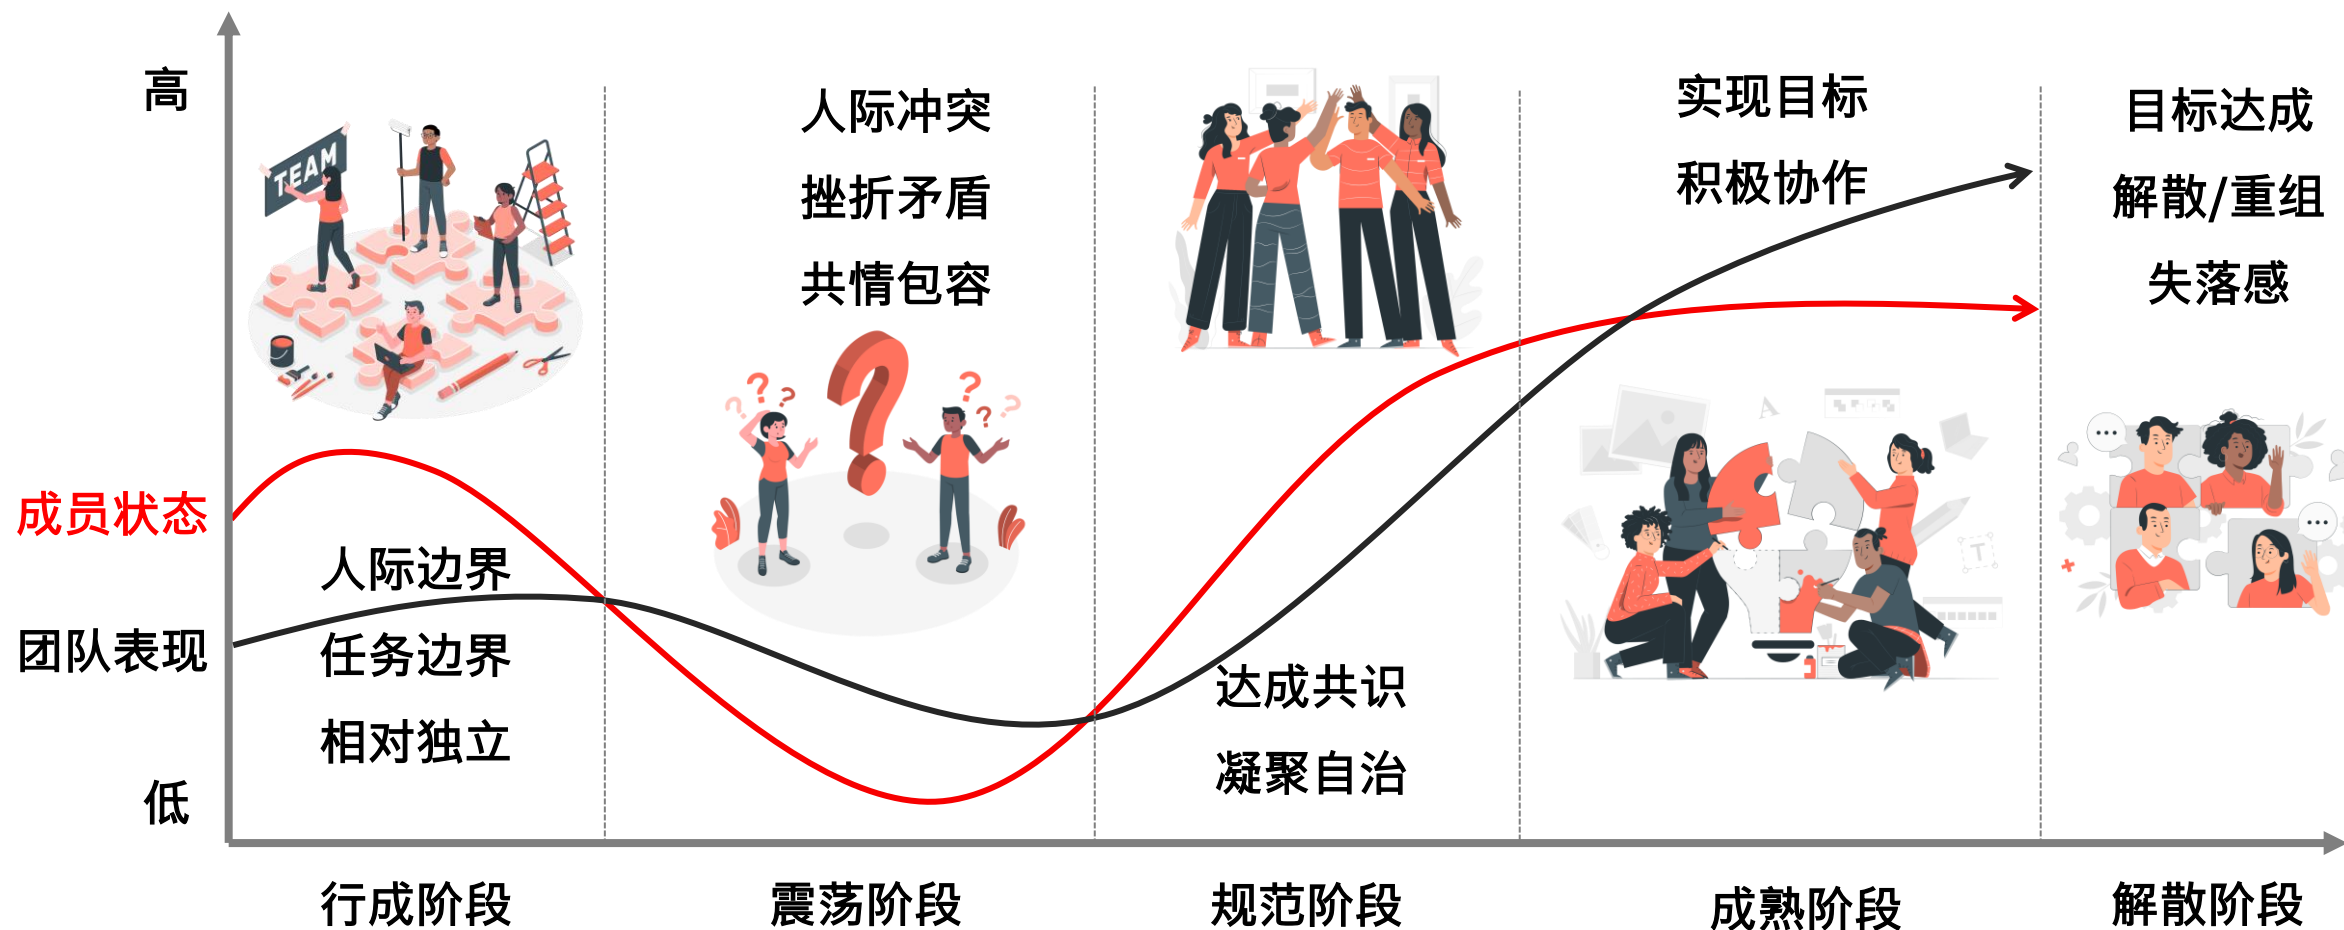 高
TEAM
人际冲突
挫折矛盾
共情包容
实现目标
积极协作
目标达成
解散/重组
失落感
成员状态
团队表现
人际边界
任务边界
相对独立
达成共识
凝聚自治
低
行成阶段
震荡阶段
规范阶段
成熟阶段
解散阶段
? ? ?
?
? ? ?
A
T